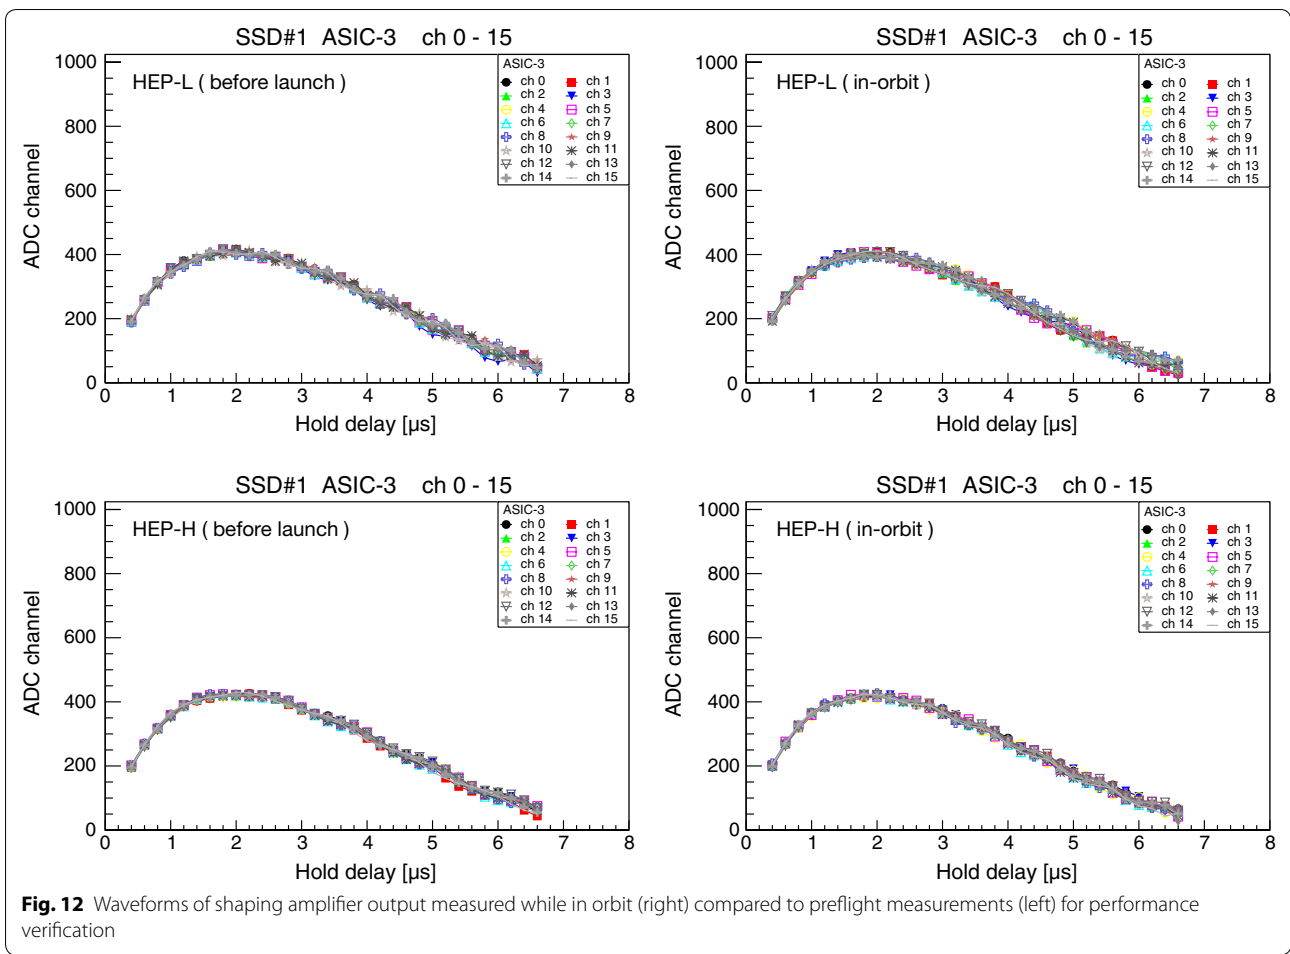 SSD#1 ASIC-3 ch 0 - 15
HEP-L ( before launch )
ASIC-3
ch 0 ch 1
ch 2 ch 3
ch 4 ch 5
ch 6 ch 7
ch 8 ch 9
ch 10 ch 11
ch 12 ch 13
ch 14 ch 15
ADC channel
1000
800
600
400
200
0
0 1 2 3 4 5 6 7 8
Hold delay [µs]
SSD#1 ASIC-3 ch 0 - 15
HEP-L ( in-orbit )
ASIC-3
ch 0 ch 1
ch 2 ch 3
ch 4 ch 5
ch 6 ch 7
ch 8 ch 9
ch 10 ch 11
ch 12 ch 13
ch 14 ch 15
ADC channel
1000
800
600
400
200
0
0 1 2 3 4 5 6 7 8
Hold delay [µs]
SSD#1 ASIC-3 ch 0 - 15
HEP-H ( before launch )
ASIC-3
ch 0 ch 1
ch 2 ch 3
ch 4 ch 5
ch 6 ch 7
ch 8 ch 9
ch 10 ch 11
ch 12 ch 13
ch 14 ch 15
ADC channel
1000
800
600
400
200
0
0 1 2 3 4 5 6 7 8
Hold delay [µs]
SSD#1 ASIC-3 ch 0 - 15
HEP-H ( in-orbit )
ASIC-3
ch 0 ch 1
ch 2 ch 3
ch 4 ch 5
ch 6 ch 7
ch 8 ch 9
ch 10 ch 11
ch 12 ch 13
ch 14 ch 15
ADC channel
1000
800
600
400
200
0
0 1 2 3 4 5 6 7 8
Hold delay [µs]
Fig. 12 Waveforms of shaping amplifier output measured while in orbit (right) compared to preflight measurements (left) for performance
verification